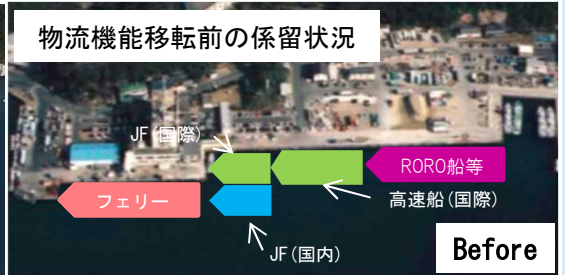 物流機能移転前の係留状況
JF(国際)
RORO船等
フェリー
高速船(国際)
JF(国内)
Before